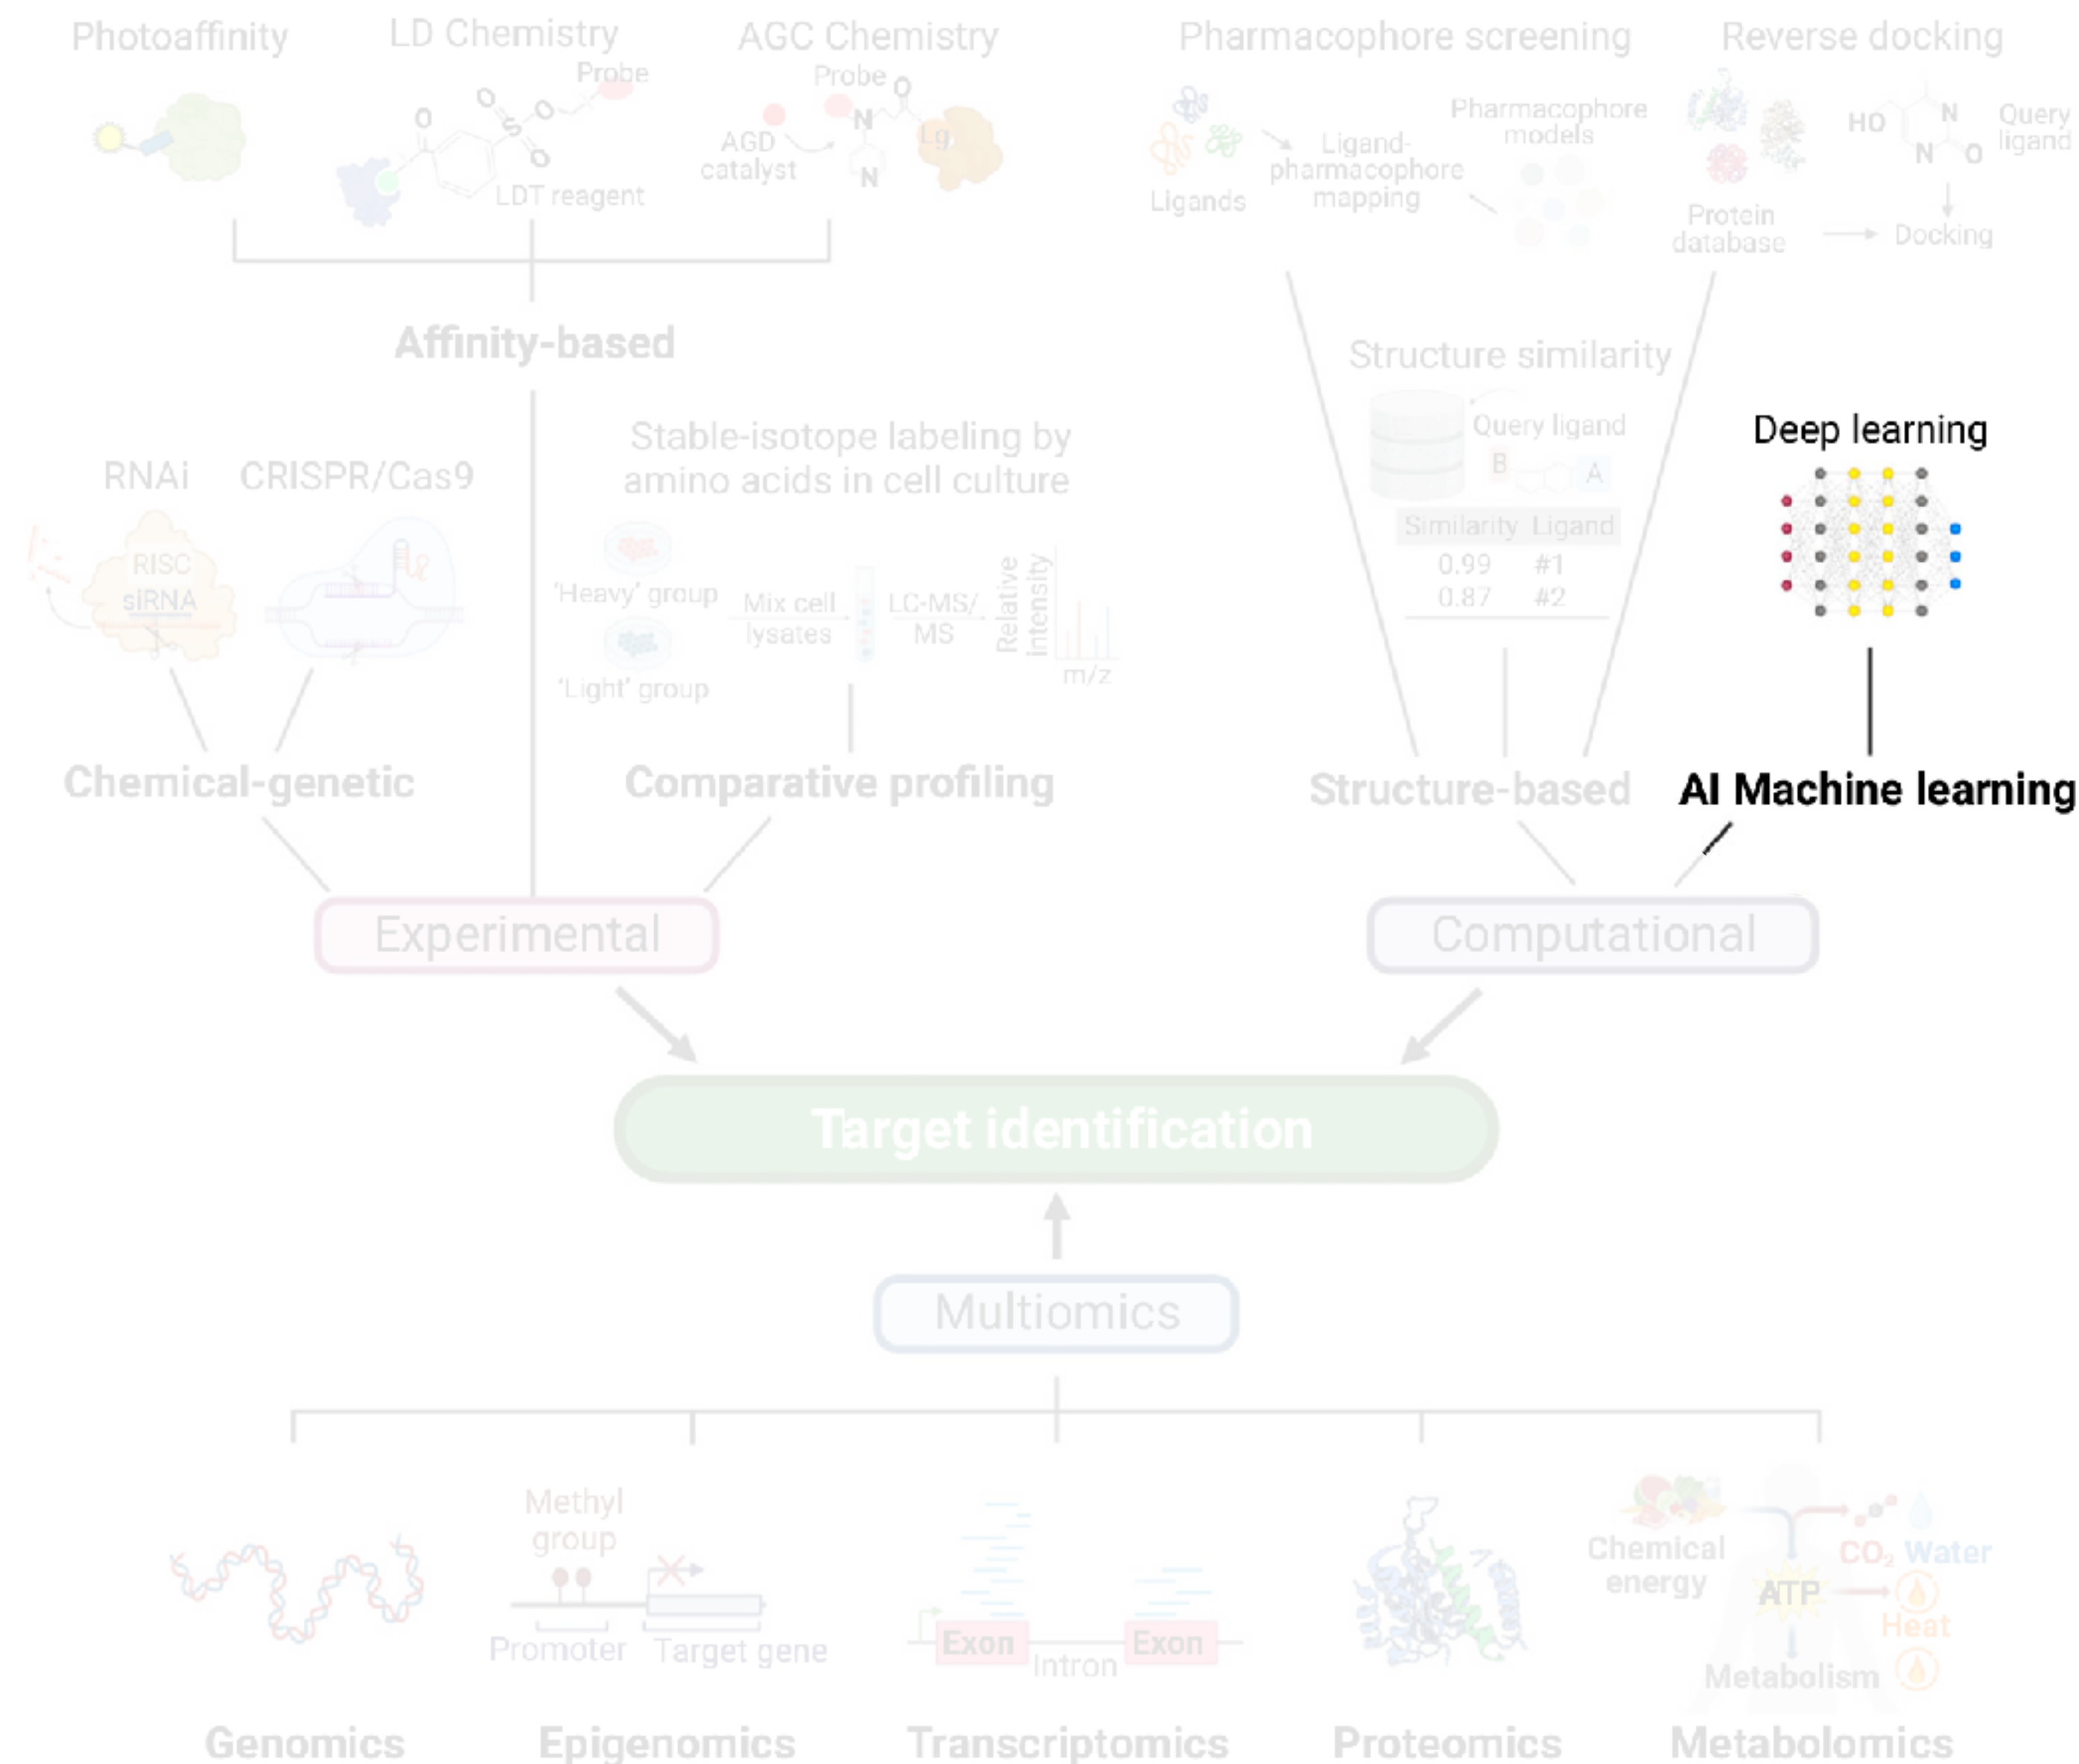 Photoaffinity
LD Chemistry
Probe
O
O
S
O
O
LDT reagent
AGC Chemistry
Probe
O
N
Lg
N
AGD
catalyst
Pharmacophore screening
Ligands
Ligand-
pharmacophore
mapping
Pharmacophore
models
Reverse docking
HO
N
N
O
Query
ligand
Protein
database
Docking
Affinity-based
Structure similarity
Query ligand
B
A
Similarity Ligand
0.99 #1
0.87 #2
Deep learning
RNAi
RISC
siRNA
CRISPR/Cas9
Stable-isotope labeling by
amino acids in cell culture
'Heavy' group
'Light' group
Mix cell
lysates
LC-MS/
MS
Relative
intensity
m/z
Chemical-genetic
Comparative profiling
Structure-based
AI Machine learning
Experimental
Computational
Target identification
Multiomics
Methyl
group
Promoter
Target gene
Exon
Intron
Exon
Chemical
energy
CO₂
Water
ATP
Heat
Metabolism
Genomics
Epigenomics
Transcriptomics
Proteomics
Metabolomics